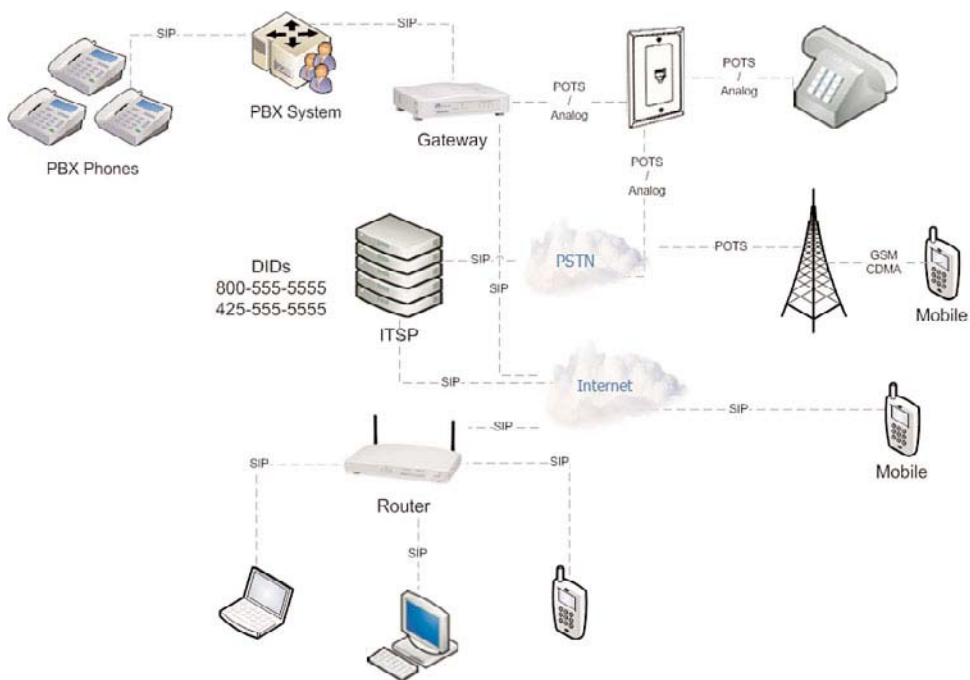 SIP
SIP
PBX Phones
PBX System
Gateway
POTS
/
Analog
POTS
/
Analog
POTS
/
Analog
DIDs
800-555-5555
425-555-5555
ITSP
SIP
PSTN
SIP
POTS
GSM
CDMA
Mobile
SIP
Internet
SIP
Mobile
SIP
SIP
Router
SIP
SIP